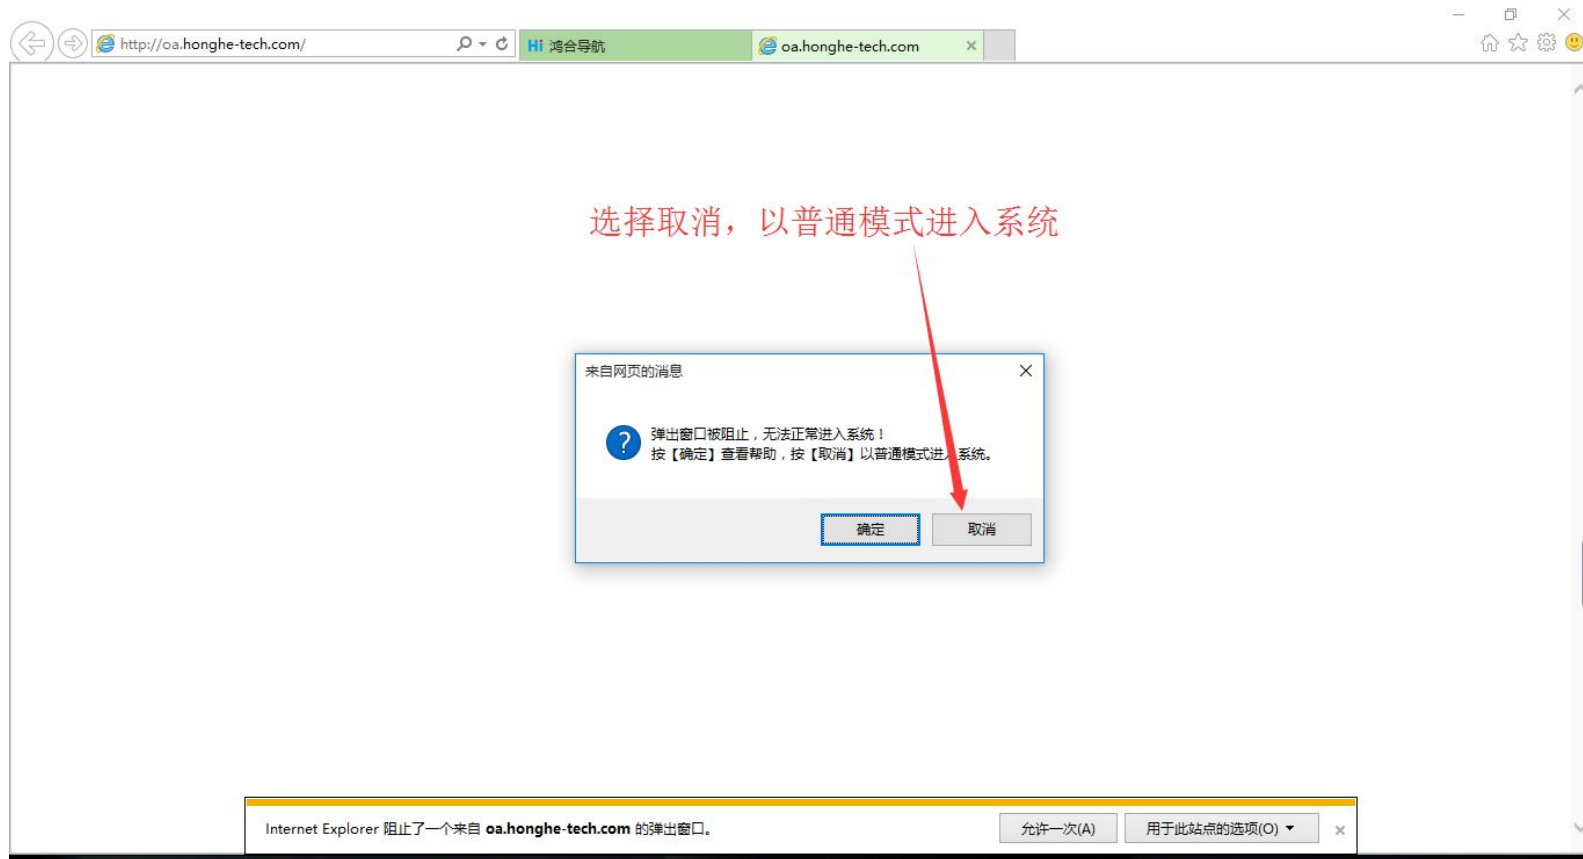 http://oa.honghe-tech.com/
Hi 鸿合导航
oa.honghe-tech.com
选择取消，以普通模式进入系统
来自网页的消息
弹出窗口被阻止，无法正常进入系统！
按【确定】查看帮助，按【取消】以普通模式进入系统。
确定
取消
Internet Explorer 阻止了一个来自 oa.honghe-tech.com 的弹出窗口。
允许一次(A)
用于此站点的选项(O)